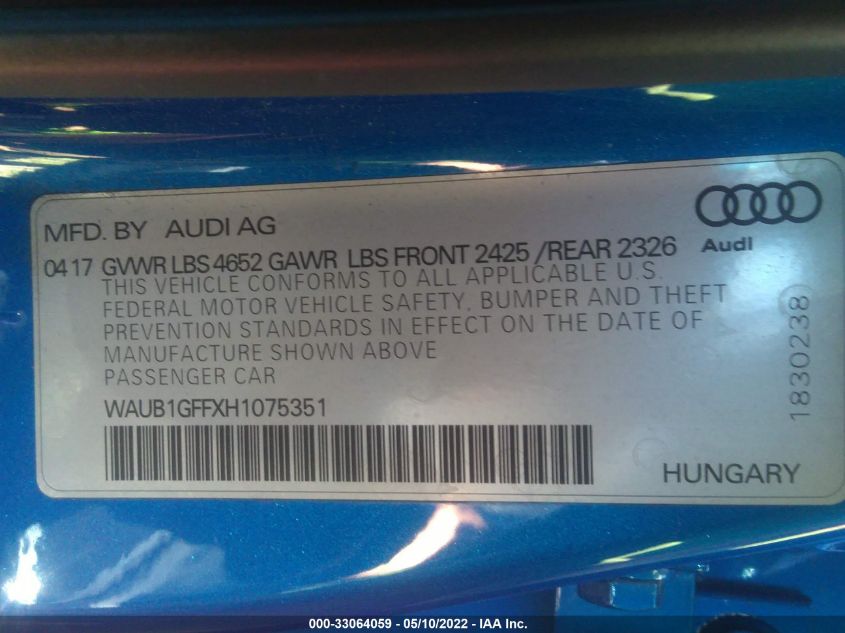 MFD. BY AUDI AG
Audi
04 17 GVWR LBS 4652 GAWR LBS FRONT 2425 /REAR 2326
THIS VEHICLE CONFORMS TO ALL APPLICABLE U.S.
FEDERAL MOTOR VEHICLE SAFETY, BUMPER AND THEFT
PREVENTION STANDARDS IN EFFECT ON THE DATE OF
MANUFACTURE SHOWN ABOVE
PASSENGER CAR
WAUB1GFFXH1075351
1830238
HUNGARY
000-33064059 - 05/10/2022 - IAA Inc.